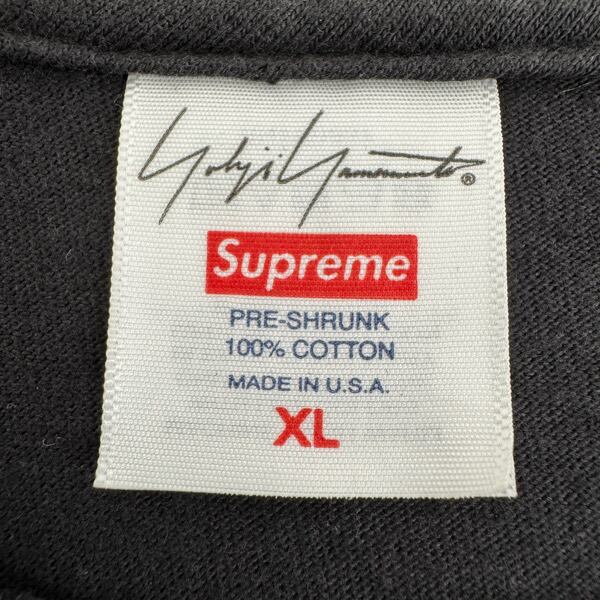 Yohji Yamamoto®
Supreme
PRE-SHRUNK
100% COTTON
MADE IN U.S.A.
XL